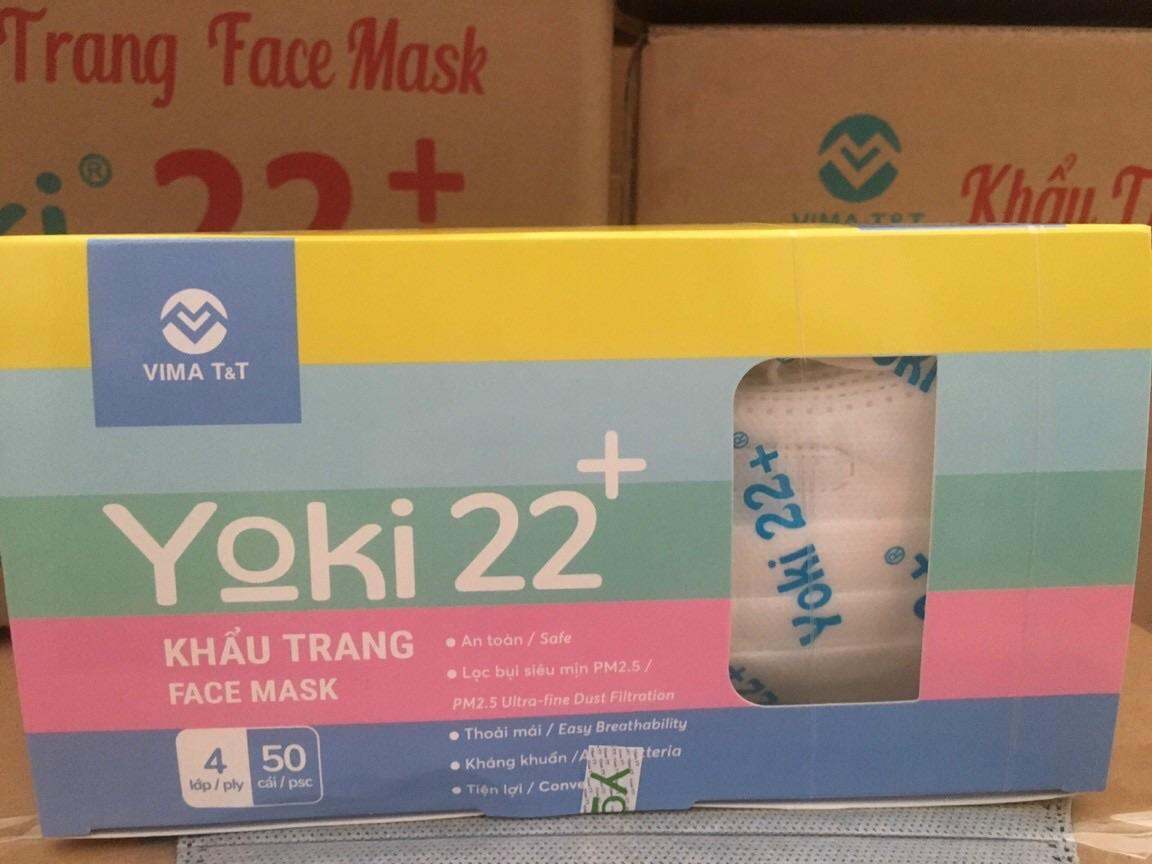 Trang Face Mask
ki® 22+
VIMA T&T
Khẩu T
VIMA T&T
Yoki 22+
KHẨU TRANG
FACE MASK
4
lớp / ply
50
cái / psc
• An toàn / Safe
• Lọc bụi siêu mịn PM2.5 /
PM2.5 Ultra-fine Dust Filtration
• Thoải mái / Easy Breathability
• Kháng khuẩn /
• Tiện lợi /
Yoki 22+
®